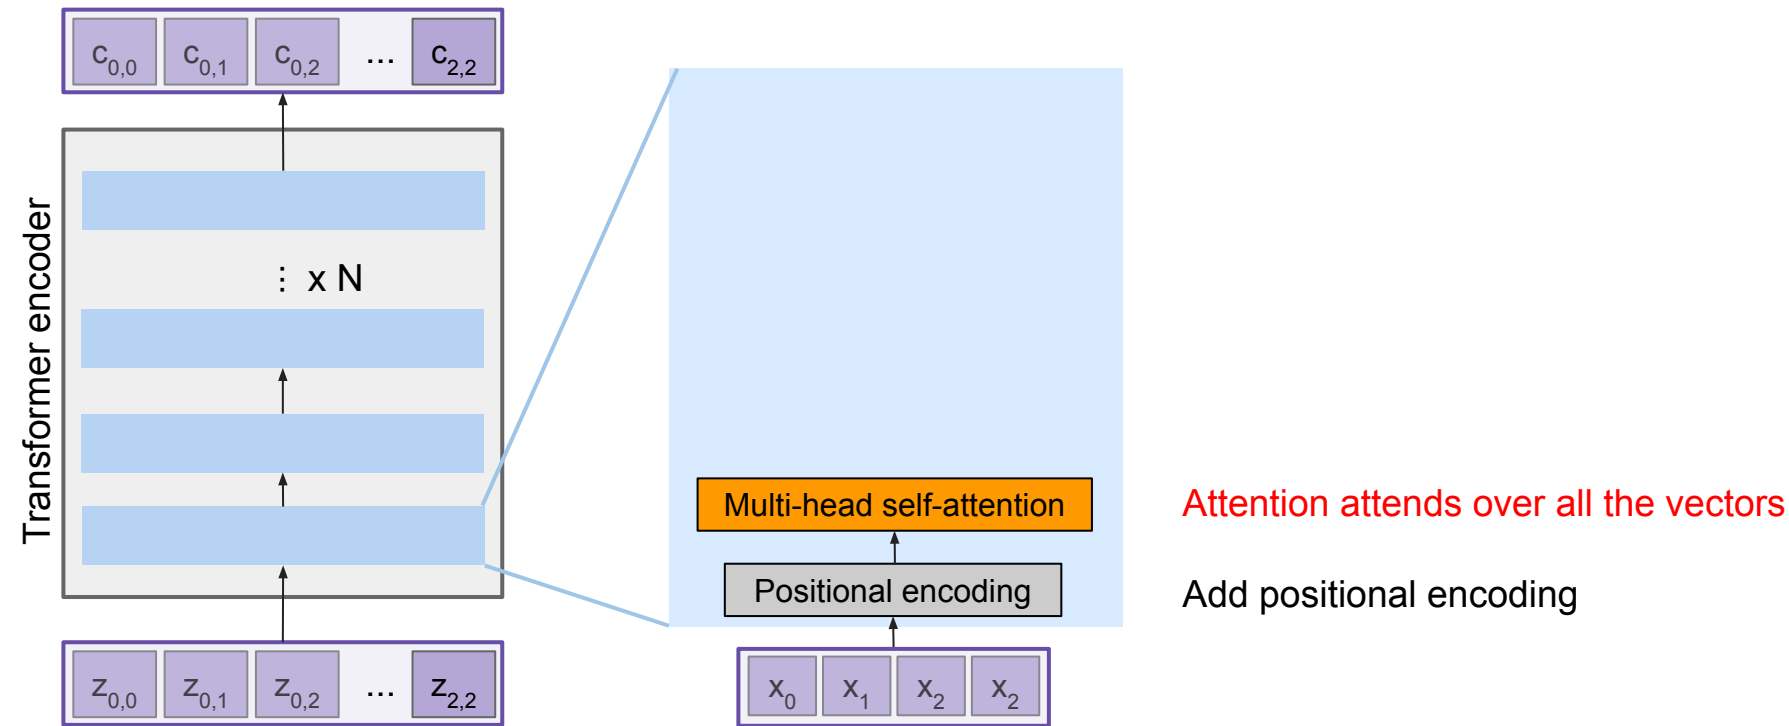 c0,0 c0,1 c0,2 ... c2,2
Transformer encoder
⋮ x N
z0,0 z0,1 z0,2 ... z2,2
Multi-head self-attention
Positional encoding
x0 x1 x2 x2
Attention attends over all the vectors
Add positional encoding